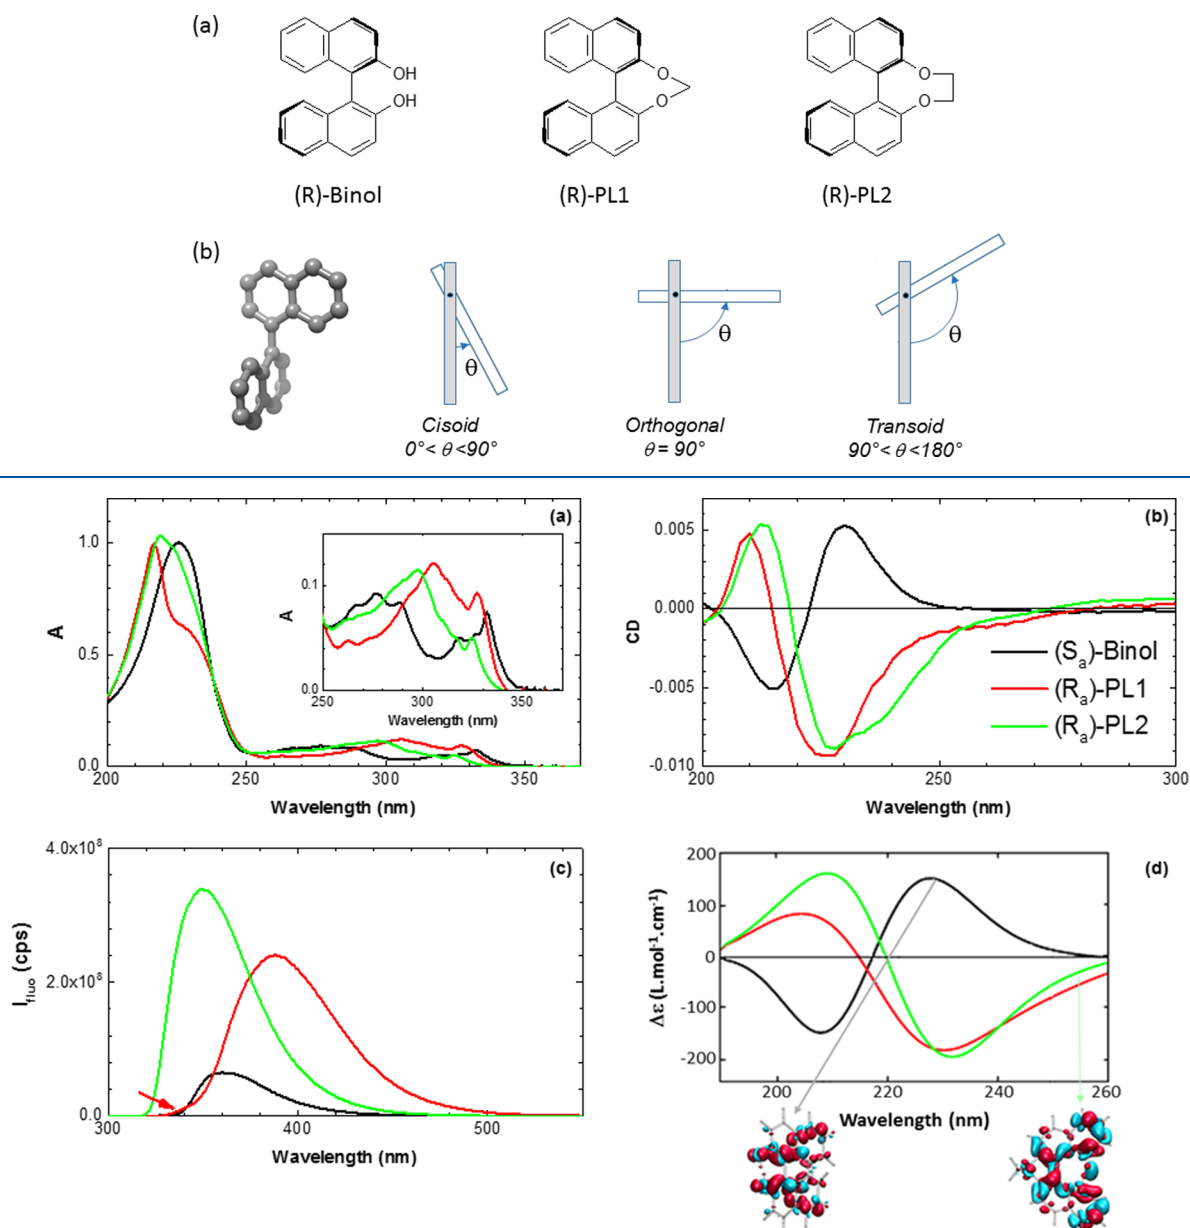 (a)
OH
OH
O
O
O
O
(R)-Binol
(R)-PL1
(R)-PL2
(b)
θ
θ
θ
Cisoid
0°< θ <90°
Orthogonal
θ = 90°
Transoid
90°< θ <180°
(a)
1.0
0.5
0.0
A
200 250 300 350
Wavelength (nm)
0.1
0.0
A
250 300 350
Wavelength (nm)
(b)
0.005
0.000
-0.005
-0.010
CD
200 250 300
Wavelength (nm)
(Sa)-Binol
(Ra)-PL1
(Ra)-PL2
(c)
4.0x10⁸
2.0x10⁸
0.0
Ifluo (cps)
300 400 500
Wavelength (nm)
(d)
200
100
0
-100
-200
Δε (L.mol⁻¹.cm⁻¹)
200 220 240 260
Wavelength (nm)